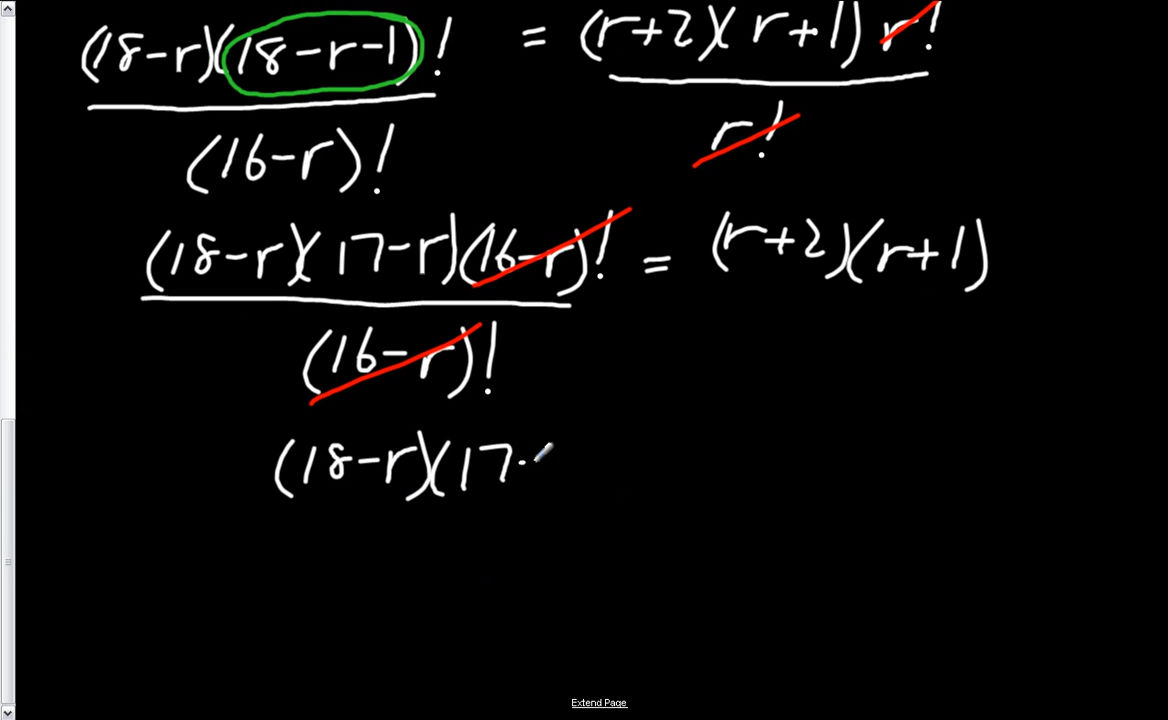 (18-r)(18-r-1)! = (r+2)(r+1) r!
(16-r)! r!
(18-r)(17-r)(16-r)! = (r+2)(r+1)
(16-r)!
(18-r)(17-
Extend Page